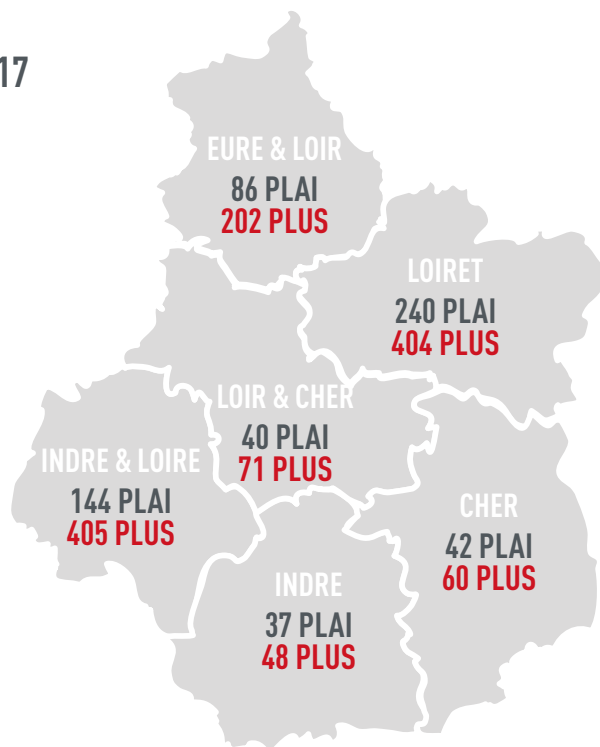 17
EURE & LOIR
86 PLAI
202 PLUS
LOIRET
240 PLAI
404 PLUS
LOIR & CHER
40 PLAI
71 PLUS
INDRE & LOIRE
144 PLAI
405 PLUS
CHER
42 PLAI
60 PLUS
INDRE
37 PLAI
48 PLUS